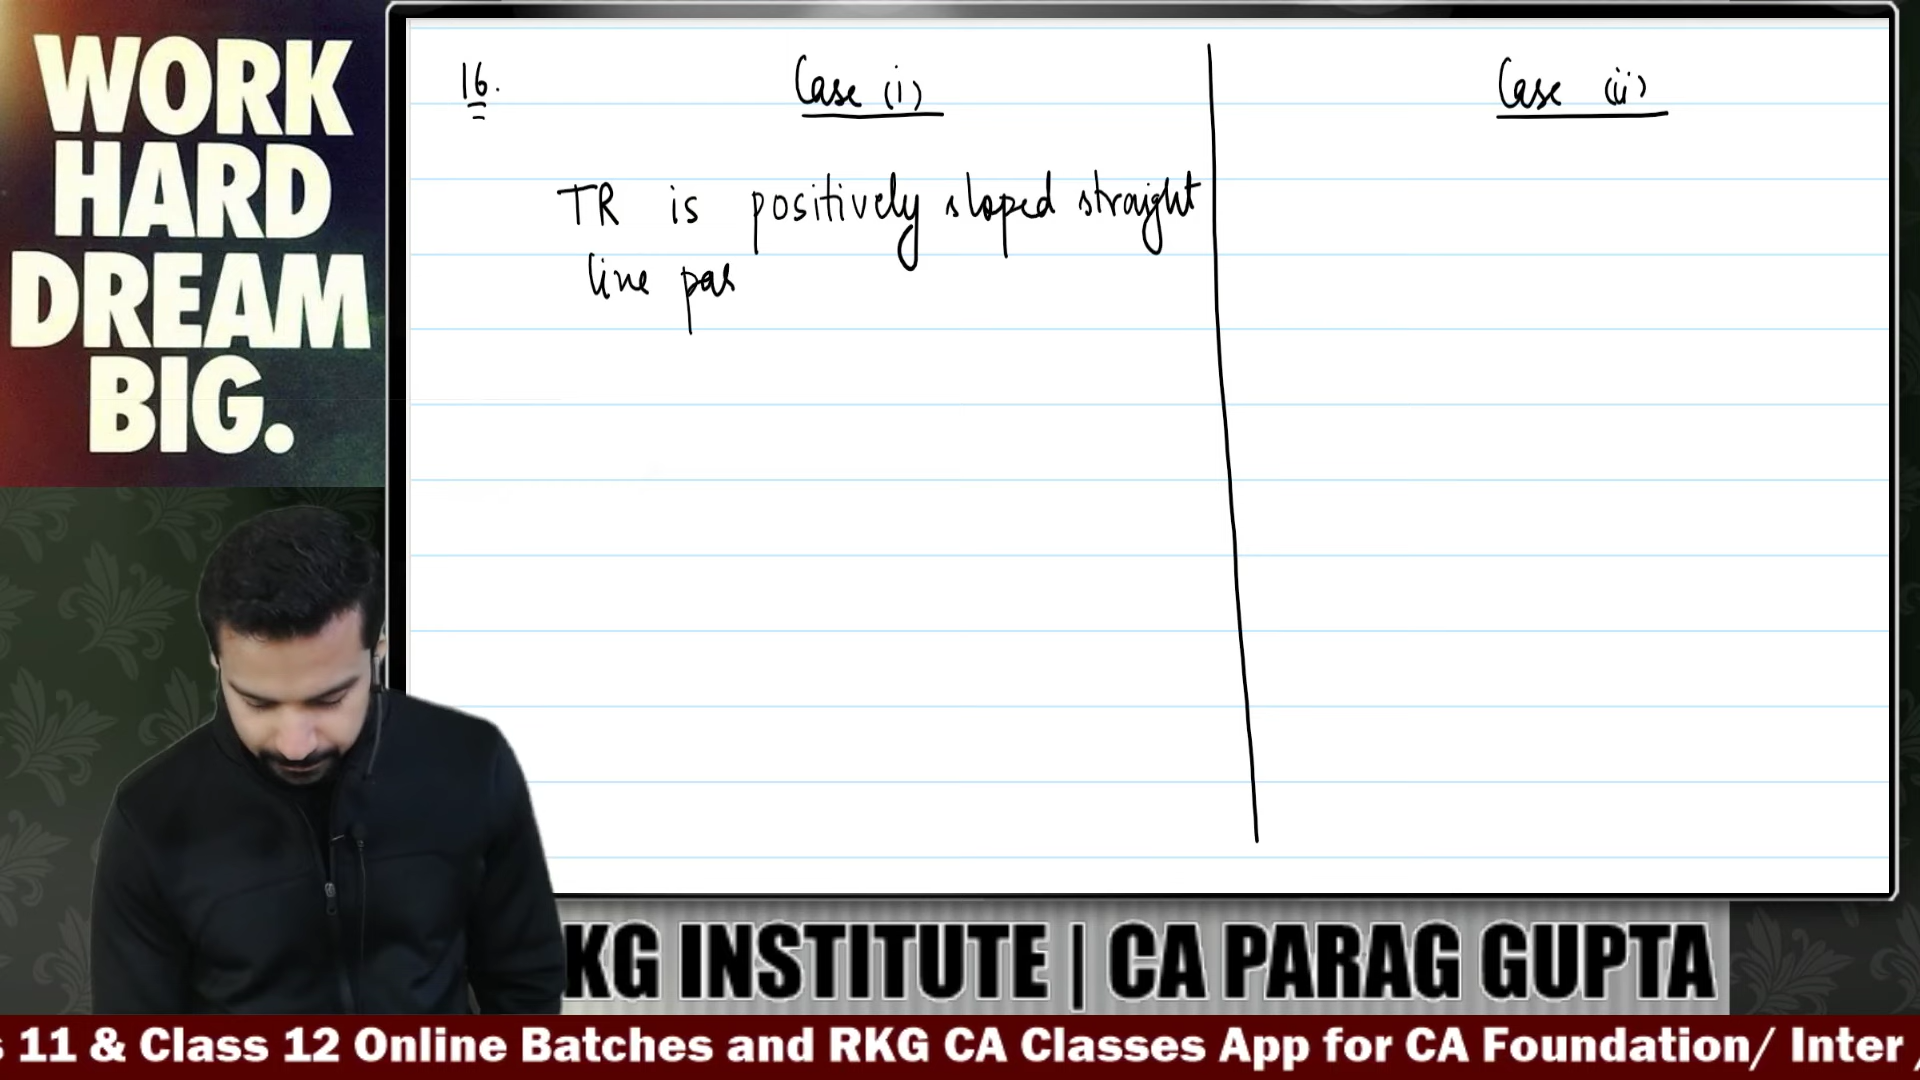 WORK
HARD
DREAM
BIG.
16.
Case (i)
TR is positively sloped straight
line pas
Case (ii)
KG INSTITUTE | CA PARAG GUPTA
s 11 & Class 12 Online Batches and RKG CA Classes App for CA Foundation/ Inter /